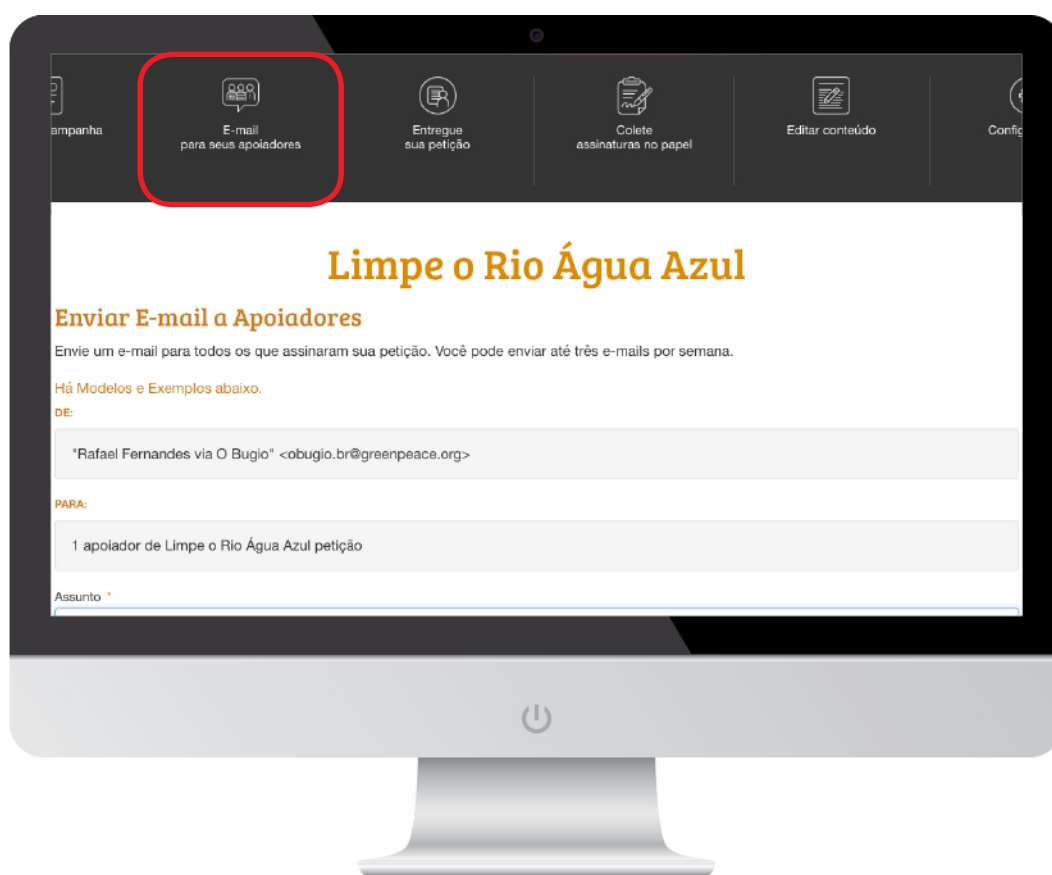 ampanha
E-mail
para seus apoiadores
Entregue
sua petição
Colete
assinaturas no papel
Editar conteúdo
Config
Limpe o Rio Água Azul
Enviar E-mail a Apoiadores
Envie um e-mail para todos os que assinaram sua petição. Você pode enviar até três e-mails por semana.
Há Modelos e Exemplos abaixo.
DE:
"Rafael Fernandes via O Bugio" <obugio.br@greenpeace.org>
PARA:
1 apoiador de Limpe o Rio Água Azul petição
Assunto *